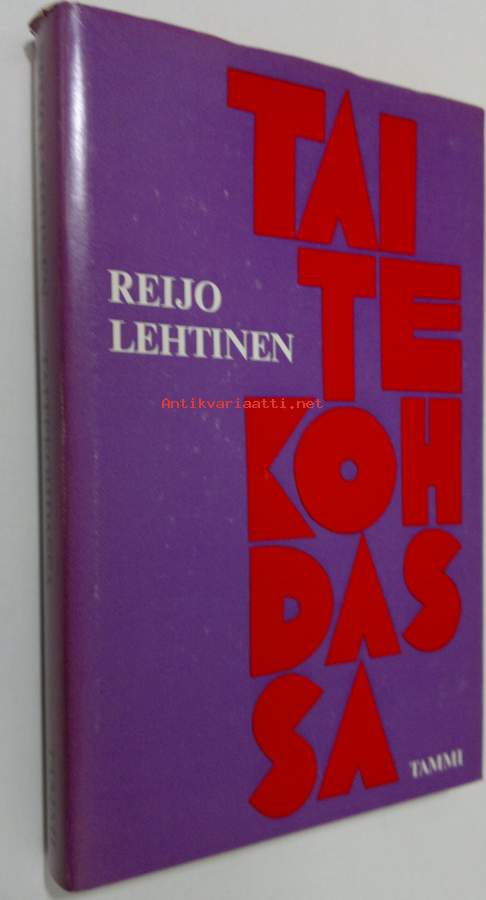 TAI
TE
KOH
DAS
SA
REIJO
LEHTINEN
TAMMI
Antikvariaatti.net